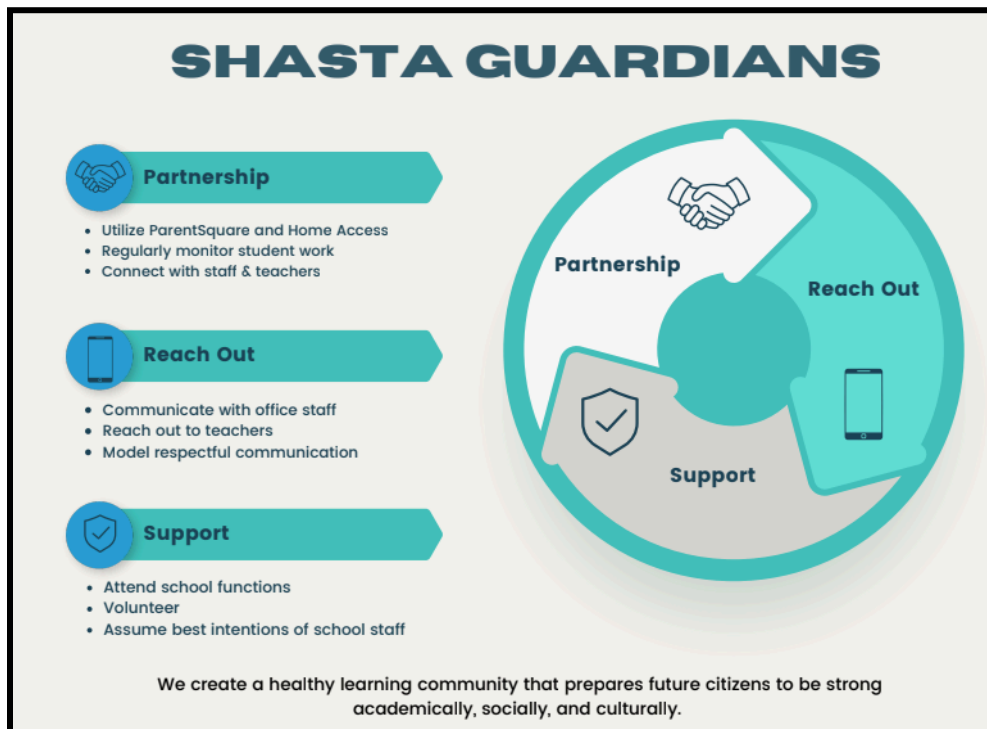 SHASTA GUARDIANS
Partnership
• Utilize ParentSquare and Home Access
• Regularly monitor student work
• Connect with staff & teachers
Reach Out
• Communicate with office staff
• Reach out to teachers
• Model respectful communication
Support
• Attend school functions
• Volunteer
• Assume best intentions of school staff
Partnership
Reach Out
Support
We create a healthy learning community that prepares future citizens to be strong
academically, socially, and culturally.